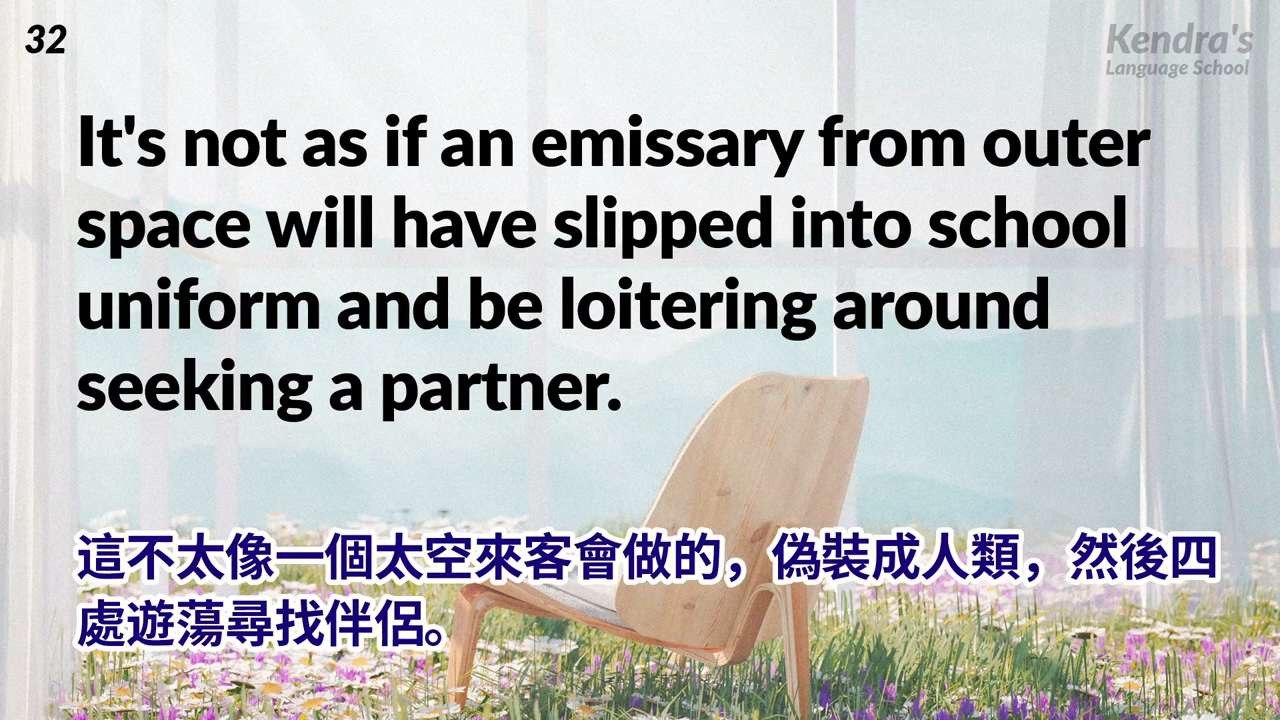 32
Kendra's
Language School
It's not as if an emissary from outer
space will have slipped into school
uniform and be loitering around
seeking a partner.
這不太像一個太空來客會做的，偽裝成人類，然後四
處遊蕩尋找伴侶。